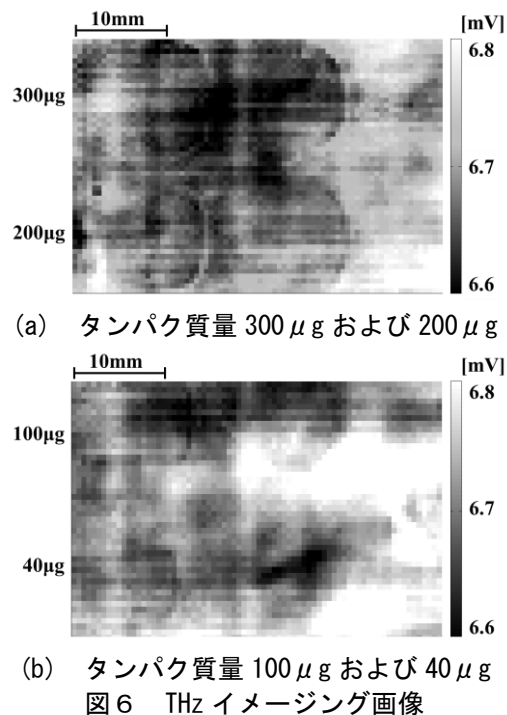 10mm
[mV]
6.8
300μg
6.7
200μg
6.6
(a) タンパク質量 300μg および 200μg
10mm
[mV]
6.8
100μg
6.7
40μg
6.6
(b) タンパク質量 100μg および 40μg
図6 THz イメージング画像